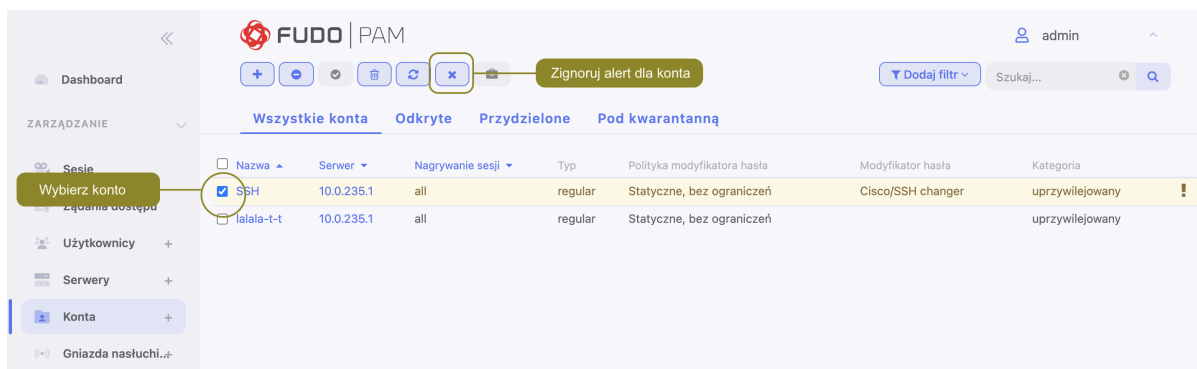 FUDO PAM
admin
Zignoruj alert dla konta
Dodaj filtr
Szukaj...
Dashboard
ZARZĄDZANIE
Wszystkie konta Odkryte Przydzielone Pod kwarantanną
Sesje
Nazwa Serwer Nagrywanie sesji Typ Polityka modyfikatora hasła Modyfikator hasła Kategoria
Wybierz konto
SSH 10.0.235.1 all regular Statyczne, bez ograniczeń Cisco/SSH changer uprzywilejowany !
Żądania dostępu
lalala-t-t 10.0.235.1 all regular Statyczne, bez ograniczeń uprzywilejowany
Użytkownicy +
Serwery +
Konta +
Gniazda nasłuchi...+